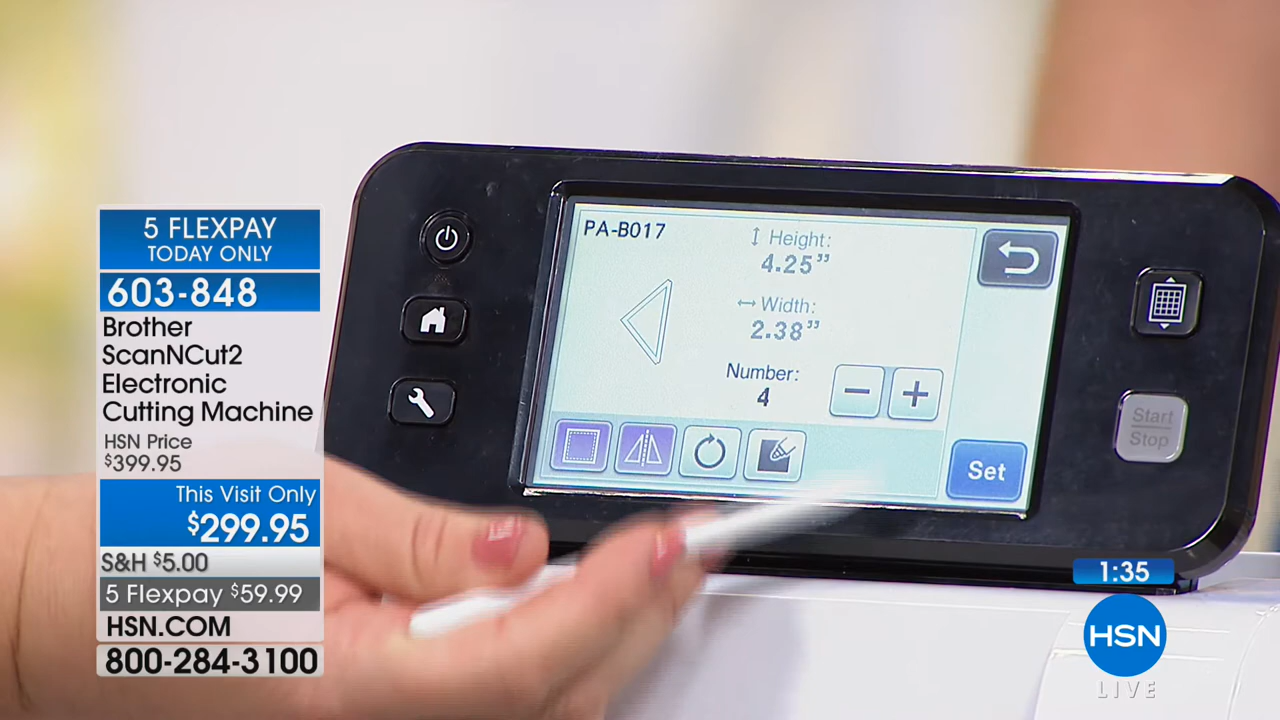 5 FLEXPAY
TODAY ONLY
603-848
Brother
ScanNCut2
Electronic
Cutting Machine
HSN Price
$399.95
This Visit Only
$299.95
S&H $5.00
5 Flexpay $59.99
HSN.COM
800-284-3100
PA-B017
Height:
4.25”
Width:
2.38”
Number:
4
Set
Start
Stop
1:35
HSN
LIVE